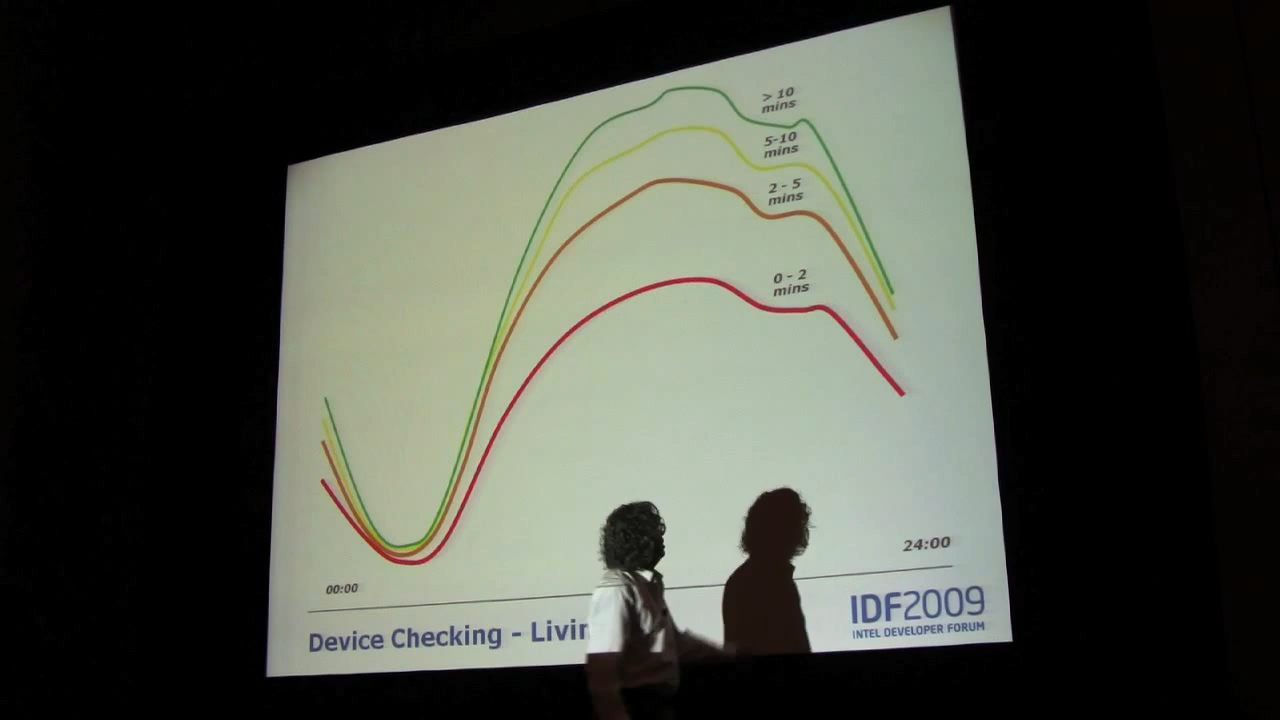 > 10
mins
5-10
mins
2 - 5
mins
0 - 2
mins
24:00
00:00
Device Checking -
IDF2009
INTEL DEVELOPER FORUM